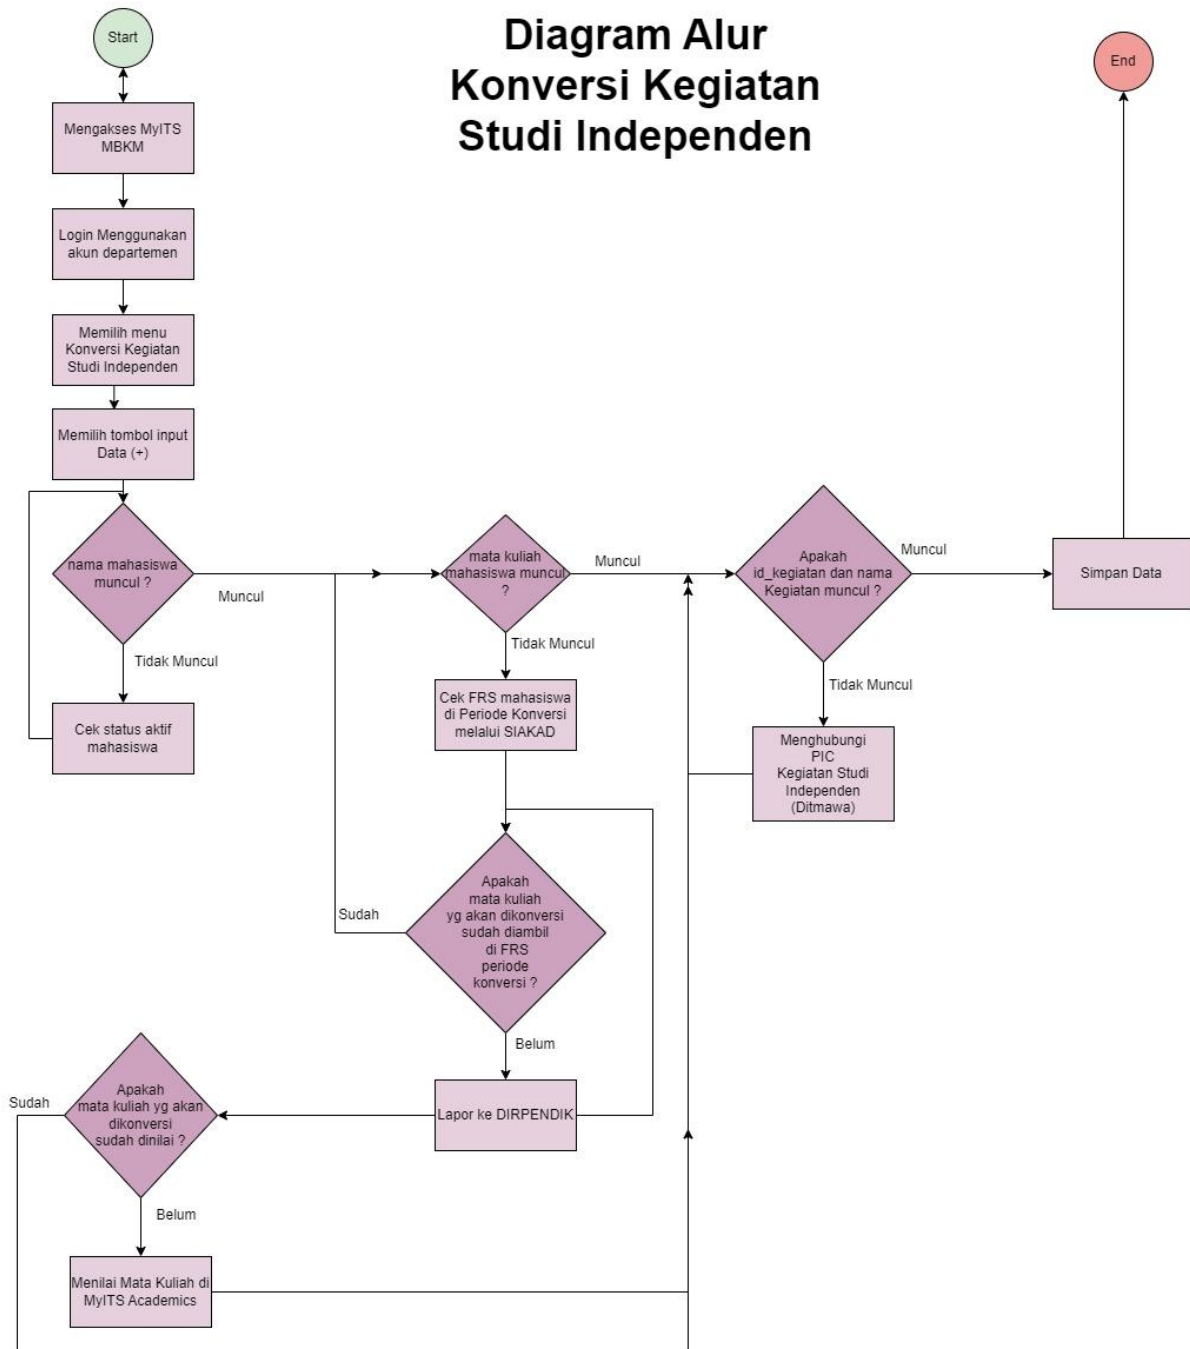 Diagram Alur
Konversi Kegiatan
Studi Independen
Start
End
Mengakses MyITS
MBKM
Login Menggunakan
akun departemen
Memilih menu
Konversi Kegiatan
Studi Independen
Memilih tombol input
Data (+)
nama mahasiswa
muncul ?
Muncul
Tidak Muncul
Cek status aktif
mahasiswa
mata kuliah
mahasiswa muncul
?
Muncul
Tidak Muncul
Cek FRS mahasiswa
di Periode Konversi
melalui SIAKAD
Apakah
mata kuliah
yg akan dikonversi
sudah diambil
di FRS
periode
konversi ?
Sudah
Belum
Lapor ke DIRPENDIK
Apakah
id_kegiatan dan nama
Kegiatan muncul ?
Muncul
Tidak Muncul
Menghubungi
PIC
Kegiatan Studi
Independen
(Ditmawa)
Simpan Data
Apakah
mata kuliah yg akan
dikonversi
sudah dinilai ?
Sudah
Belum
Menilai Mata Kuliah di
MyITS Academics